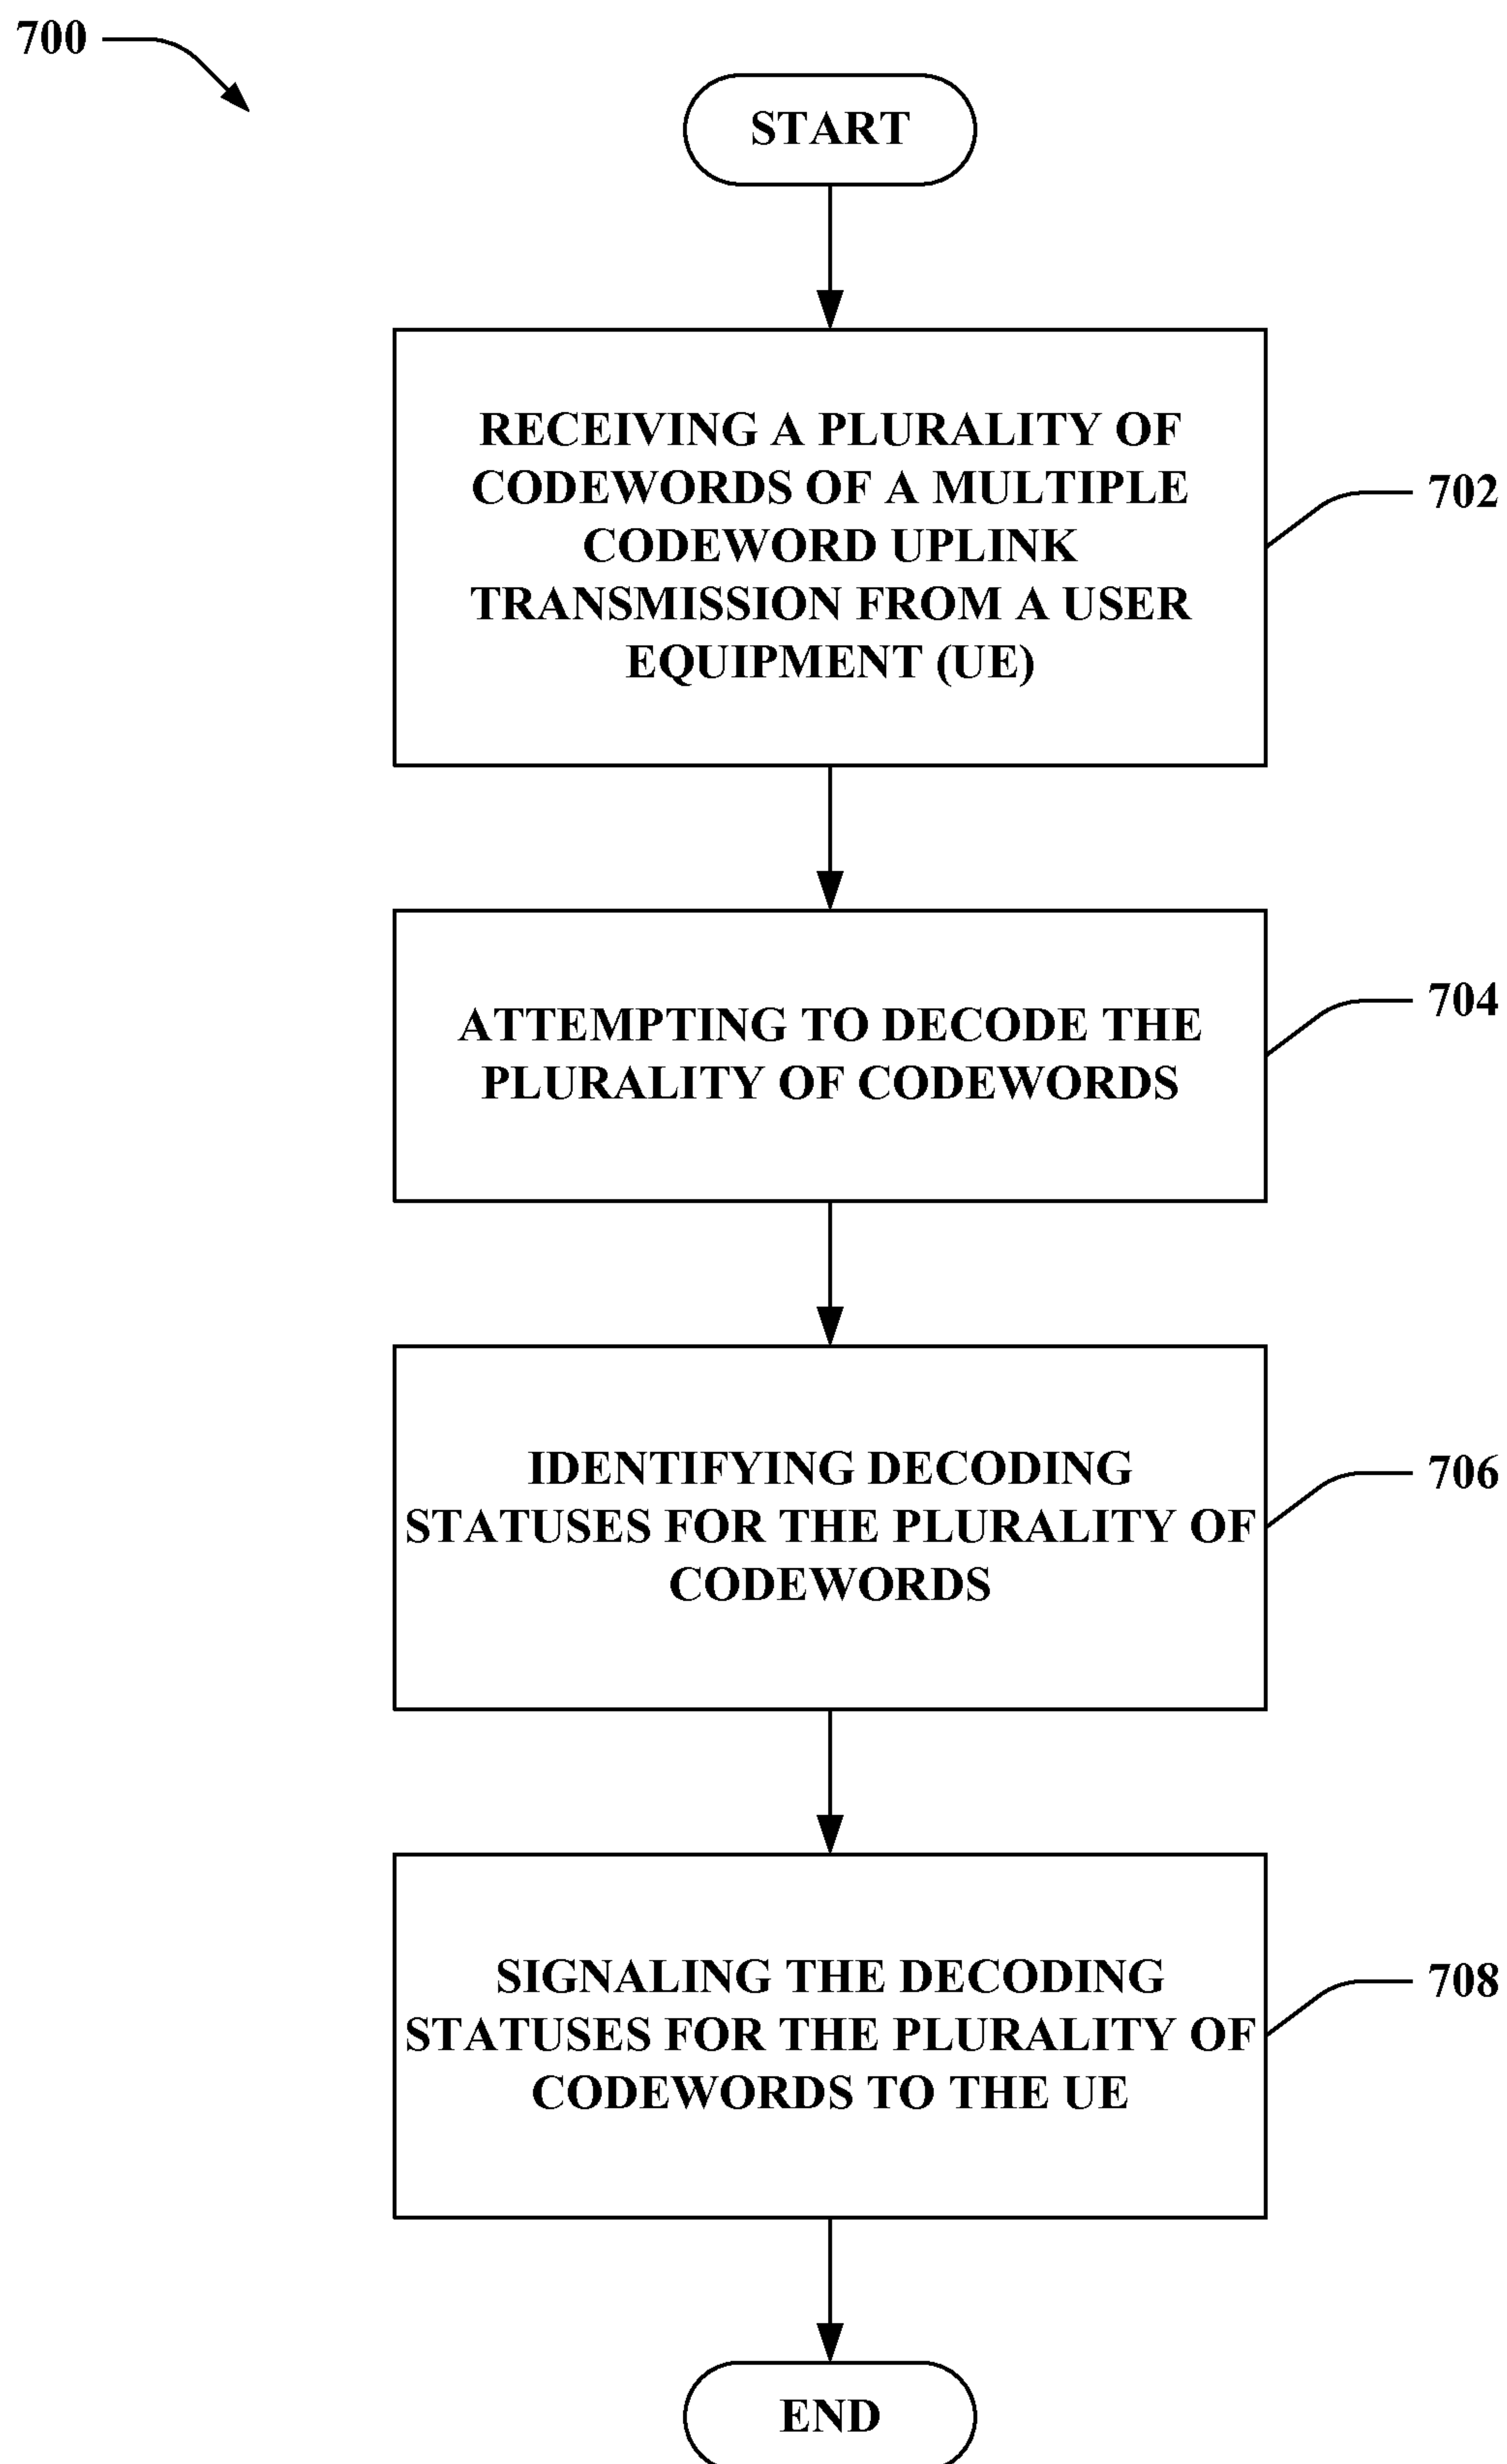 700
START
RECEIVING A PLURALITY OF
CODEWORDS OF A MULTIPLE
CODEWORD UPLINK
TRANSMISSION FROM A USER
EQUIPMENT (UE)
702
ATTEMPTING TO DECODE THE
PLURALITY OF CODEWORDS
704
IDENTIFYING DECODING
STATUSES FOR THE PLURALITY OF
CODEWORDS
706
SIGNALING THE DECODING
STATUSES FOR THE PLURALITY OF
CODEWORDS TO THE UE
708
END